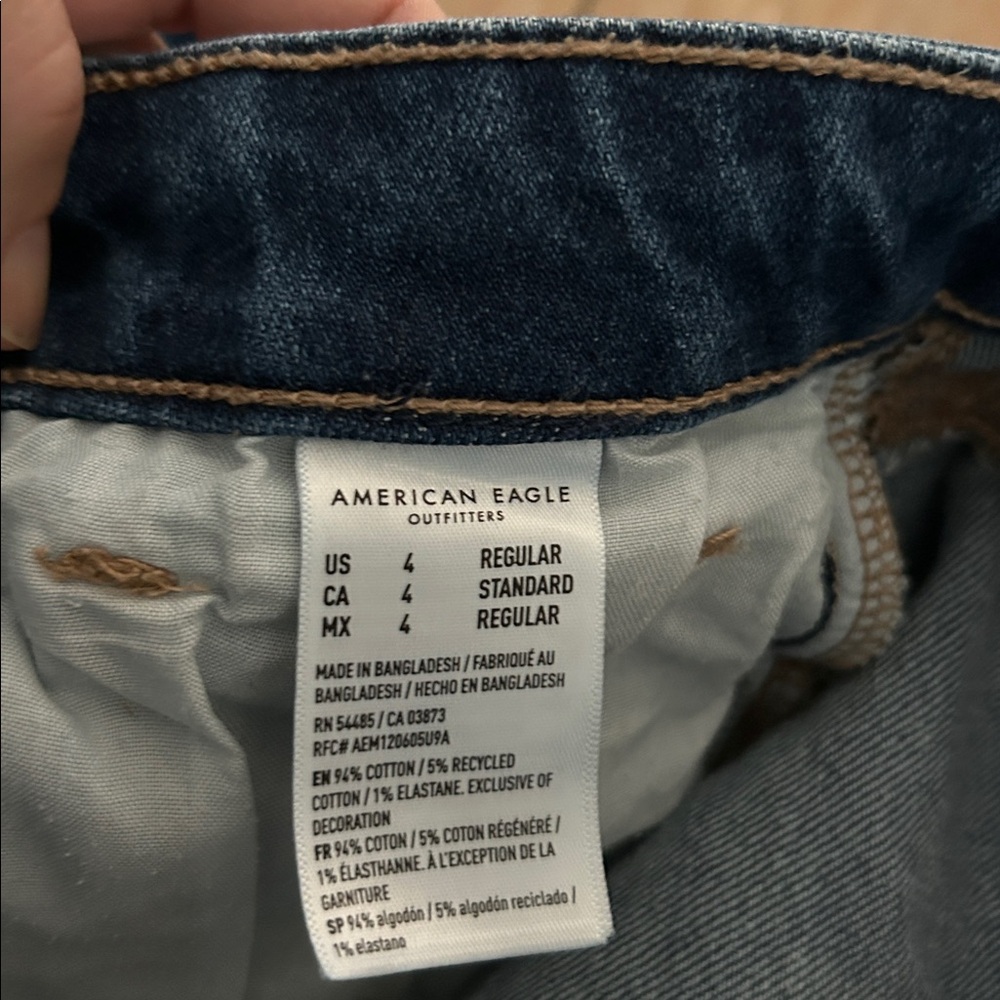 AMERICAN EAGLE
OUTFITTERS
US 4 REGULAR
CA 4 STANDARD
MX 4 REGULAR
MADE IN BANGLADESH / FABRIQUÉ AU
BANGLADESH / HECHO EN BANGLADESH
RN 54485 / CA 03873
RFC# AEM120605U9A
EN 94% COTTON / 5% RECYCLED
COTTON / 1% ELASTANE. EXCLUSIVE OF
DECORATION
FR 94% COTON / 5% COTON RÉGÉNÉRÉ /
1% ÉLASTHANNE. À L'EXCEPTION DE LA
GARNITURE
SP 94% algodón / 5% algodón reciclado /
1% elastano